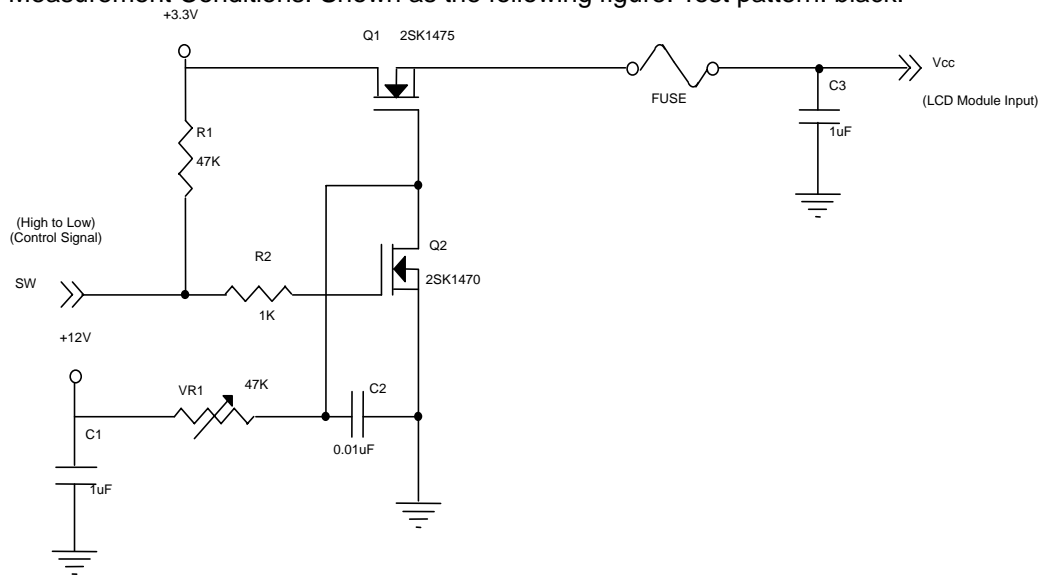 Measurement Conditions: Shown as the following figure. Test pattern: black.
+3.3V
Q1 2SK1475
Vcc
C3
FUSE
(LCD Module Input)
R1
1uF
47K
(High to Low)
(Control Signal)
Q2
R2
SW
2SK1470
1K
+12V
VR1
47K
C2
C1
0.01uF
1uF